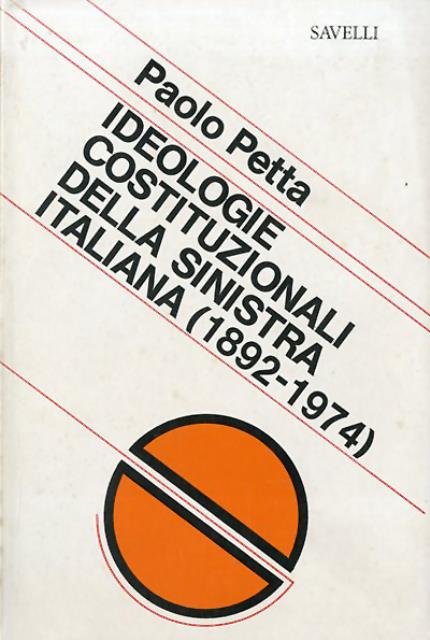 SAVELLI
Paolo Petta
IDEOLOGIE
COSTITUZIONALI
DELLA SINISTRA
ITALIANA (1892-1974)